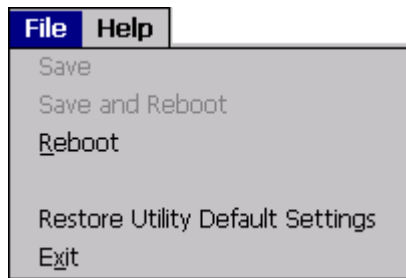 File Help
Save
Save and Reboot
Reboot
Restore Utility Default Settings
Exit